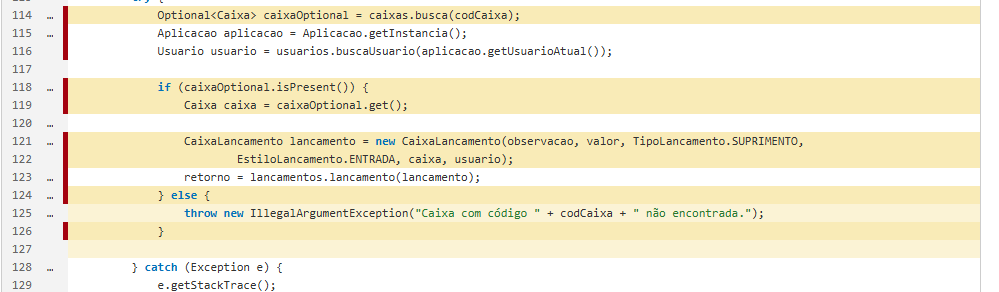 114 … Optional<Caixa> caixaOptional = caixas.busca(codCaixa);
115 … Aplicacao aplicacao = Aplicacao.getInstancia();
116 … Usuario usuario = usuarios.buscaUsuario(aplicacao.getUsuarioAtual());
117
118 … if (caixaOptional.isPresent()) {
119 … Caixa caixa = caixaOptional.get();
120 …
121 … CaixaLancamento lancamento = new CaixaLancamento(observacao, valor, TipoLancamento.SUPRIMENTO,
122 EstiloLancamento.ENTRADA, caixa, usuario);
123 … retorno = lancamentos.lancamento(lancamento);
124 … } else {
125 … throw new IllegalArgumentException("Caixa com código " + codCaixa + " não encontrada.");
126 … }
127
128 … } catch (Exception e) {
129 e.getStackTrace();